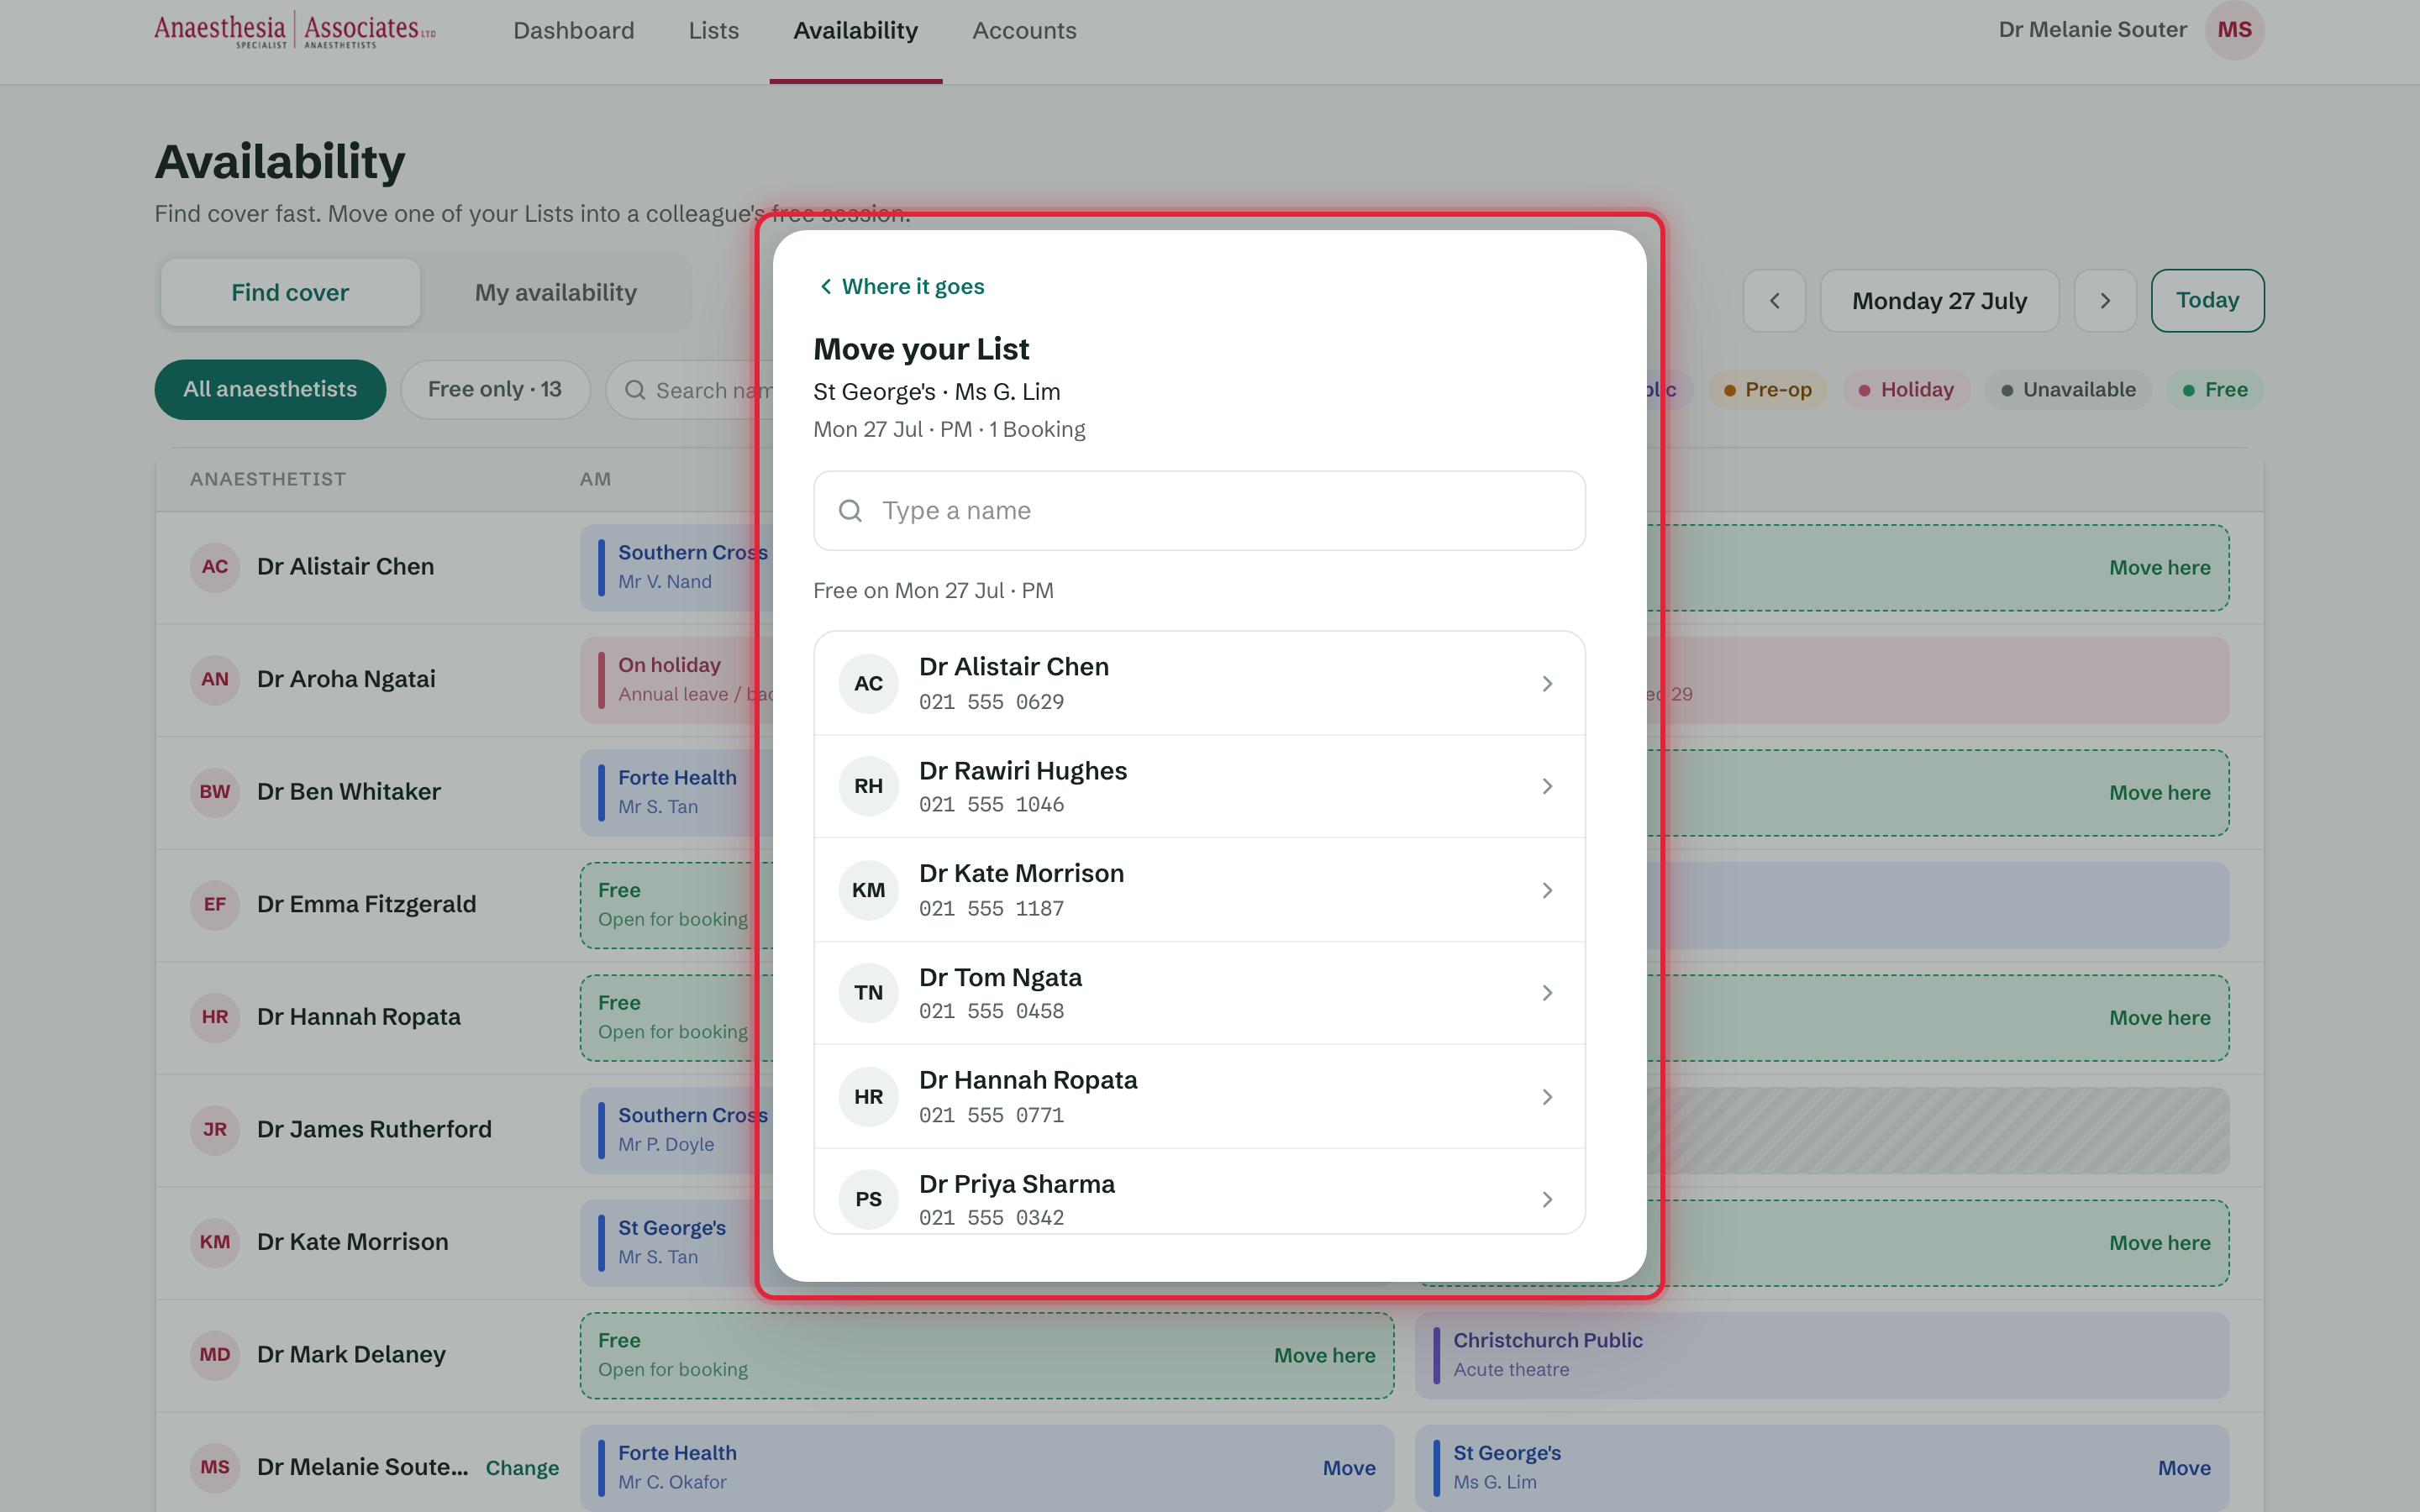 Anaesthesia | Associates LTD
SPECIALIST ANAESTHETISTS
Dashboard
Lists
Availability
Accounts
Dr Melanie Souter
MS
Availability
Find cover fast. Move one of your Lists into a colleague's free session.
Find cover
My availability
Monday 27 July
Today
All anaesthetists
Free only · 13
Search nam
Pre-op
Holiday
Unavailable
Free
ANAESTHETIST
AM
AC
Dr Alistair Chen
Southern Cross
Mr V. Nand
Move here
AN
Dr Aroha Ngatai
On holiday
Annual leave /
29
BW
Dr Ben Whitaker
Forte Health
Mr S. Tan
Move here
EF
Dr Emma Fitzgerald
Free
Open for booking
HR
Dr Hannah Ropata
Free
Open for booking
Move here
JR
Dr James Rutherford
Southern Cross
Mr P. Doyle
KM
Dr Kate Morrison
St George's
Mr S. Tan
Move here
MD
Dr Mark Delaney
Free
Open for booking
Move here
Christchurch Public
Acute theatre
MS
Dr Melanie Soute...
Change
Forte Health
Mr C. Okafor
Move
St George's
Ms G. Lim
Move
Where it goes
Move your List
St George's · Ms G. Lim
Mon 27 Jul · PM · 1 Booking
Type a name
Free on Mon 27 Jul · PM
AC
Dr Alistair Chen
021 555 0629
RH
Dr Rawiri Hughes
021 555 1046
KM
Dr Kate Morrison
021 555 1187
TN
Dr Tom Ngata
021 555 0458
HR
Dr Hannah Ropata
021 555 0771
PS
Dr Priya Sharma
021 555 0342